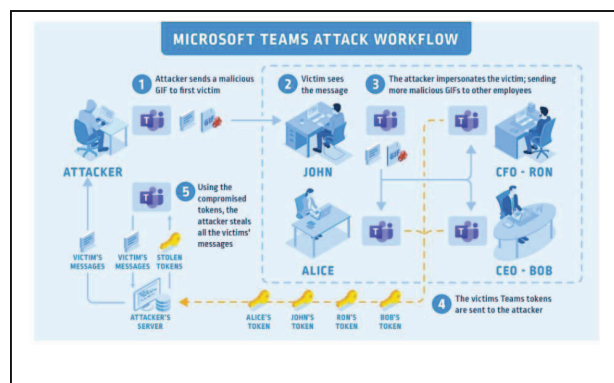 MICROSOFT TEAMS ATTACK WORKFLOW
1
Attacker sends a malicious
GIF to first victim
2
Victim sees
the message
3
The attacker impersonates the victim; sending
more malicious GIFs to other employees
GIF
ATTACKER
JOHN
GIF
CFO - RON
5
Using the
compromised
tokens, the
attacker steals
all the victims'
messages
VICTIM'S
MESSAGES
VICTIM'S
MESSAGES
STOLEN
TOKENS
ALICE
CEO - BOB
ATTACKER'S
SERVER
ALICE'S
TOKEN
JOHN'S
TOKEN
RON'S
TOKEN
BOB'S
TOKEN
4
The victims Teams tokens
are sent to the attacker